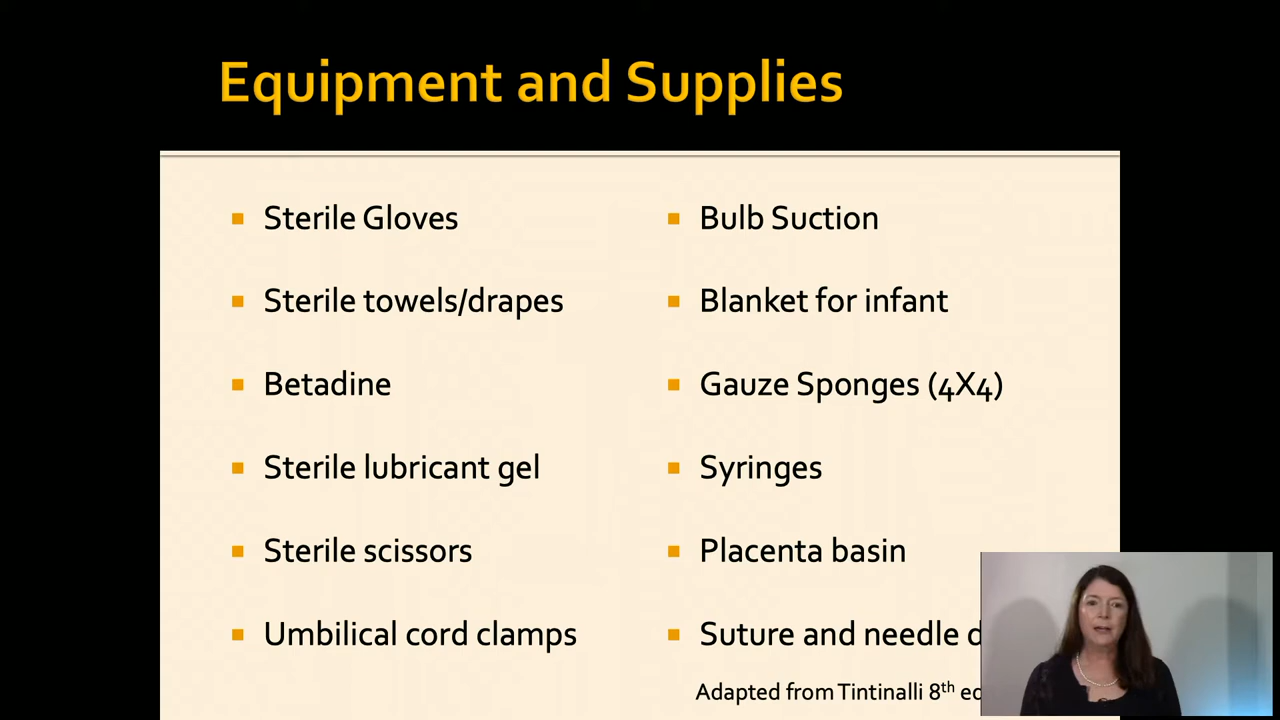 Equipment and Supplies
Sterile Gloves
Sterile towels/drapes
Betadine
Sterile lubricant gel
Sterile scissors
Umbilical cord clamps
Bulb Suction
Blanket for infant
Gauze Sponges (4X4)
Syringes
Placenta basin
Suture and needle
Adapted from Tintinalli 8th